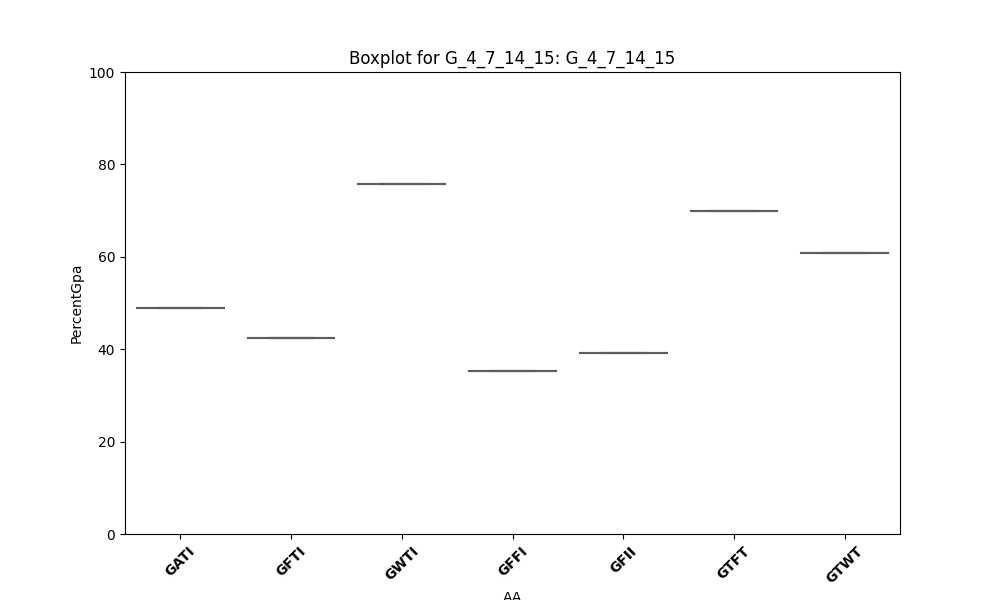 Boxplot for G_4_7_14_15: G_4_7_14_15
100
80
60
40
20
0
PercentGpa
GATI
GFTI
GWTI
GFFI
GFII
GTFT
GTWT
AA